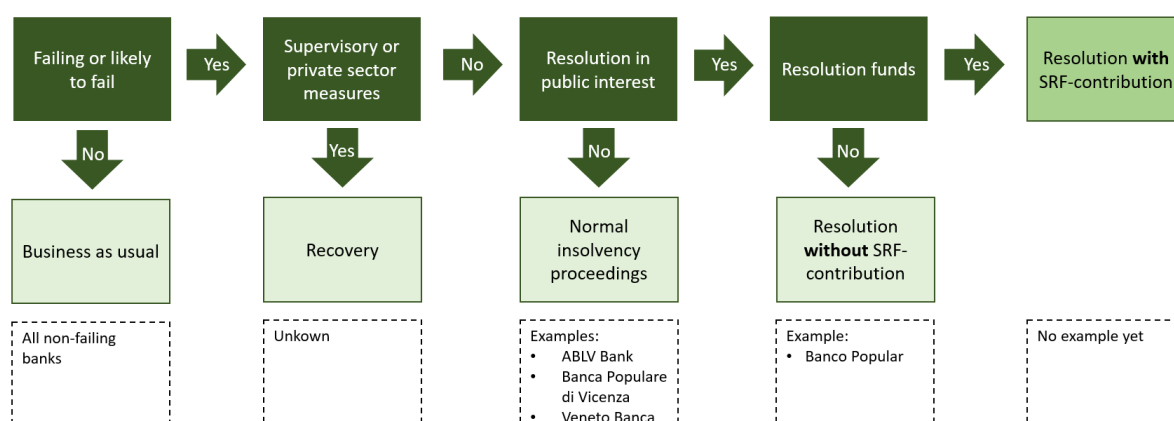 Failing or likely
to fail
Yes
Supervisory or
private sector
measures
No
Resolution in
public interest
Yes
Resolution funds
Yes
Resolution with
SRF-contribution
No
Yes
No
No
Business as usual
Recovery
Normal
insolvency
proceedings
Resolution
without SRF-
contribution
All non-failing
banks
Unkown
Examples:
• ABLV Bank
• Banca Populare
di Vicenza
• Veneto Banca
Example:
• Banco Popular
No example yet